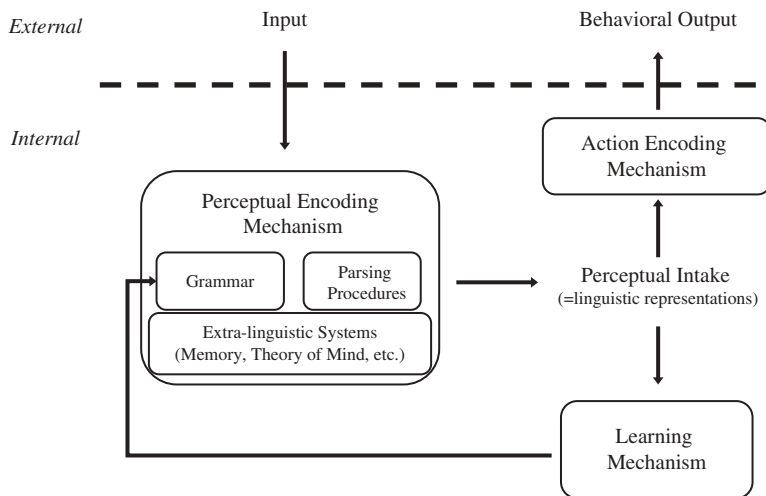 External
Input
Behavioral Output
Internal
Action Encoding
Mechanism
Perceptual Encoding
Mechanism
Grammar
Parsing
Procedures
Extra-linguistic Systems
(Memory, Theory of Mind, etc.)
Perceptual Intake
(=linguistic representations)
Learning
Mechanism